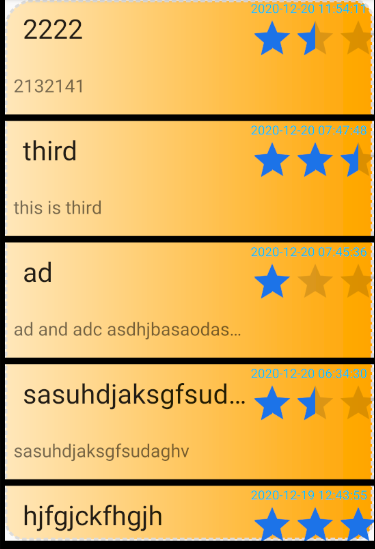 2020-12-20 11:54:11
2222
2132141
2020-12-20 07:47:48
third
this is third
2020-12-20 07:45:36
ad
ad and adc asdhjbasaodas...
2020-12-20 06:34:30
sasuhdjaksgfsud...
sasuhdjaksgfsudaghv
2020-12-19 12:43:55
hjfgjckfhgjh